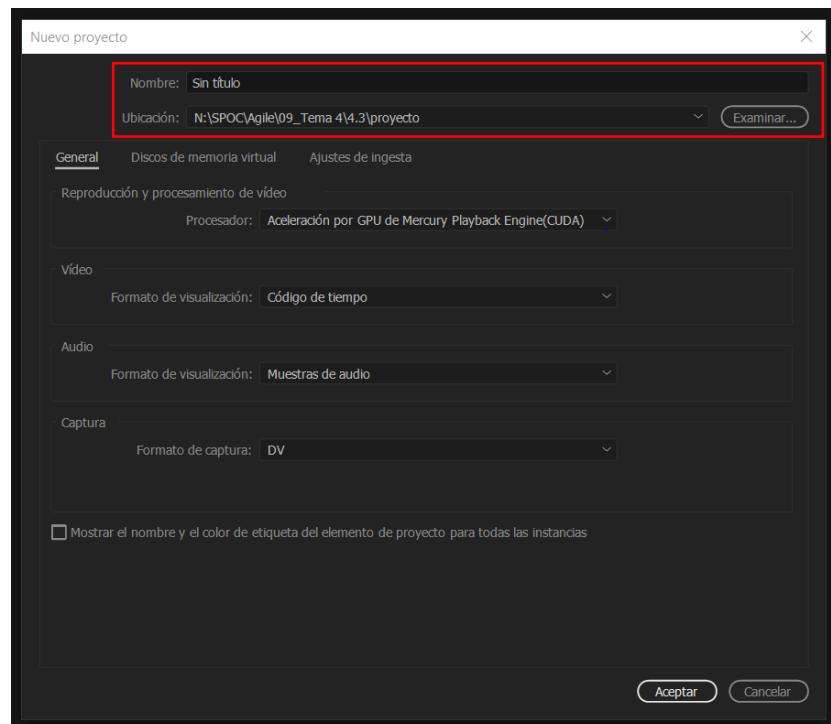 Nuevo proyecto
Nombre: Sin título
Ubicación: N:\SPOC\Agile\09_Tema 4\4.3\proyecto Examinar...
General Discos de memoria virtual Ajustes de ingesta
Reproducción y procesamiento de vídeo
Procesador: Aceleración por GPU de Mercury Playback Engine(CUDA)
Vídeo
Formato de visualización: Código de tiempo
Audio
Formato de visualización: Muestras de audio
Captura
Formato de captura: DV
Mostrar el nombre y el color de etiqueta del elemento de proyecto para todas las instancias
Aceptar Cancelar